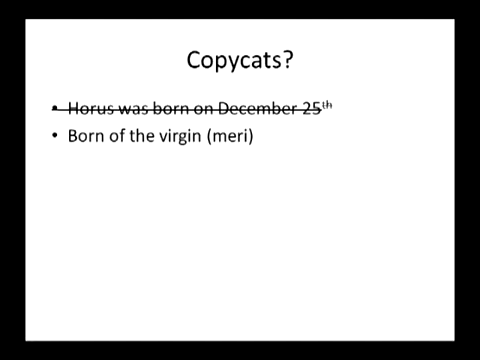 Copycats?
• Horus was born on December 25th
• Born of the virgin (meri)